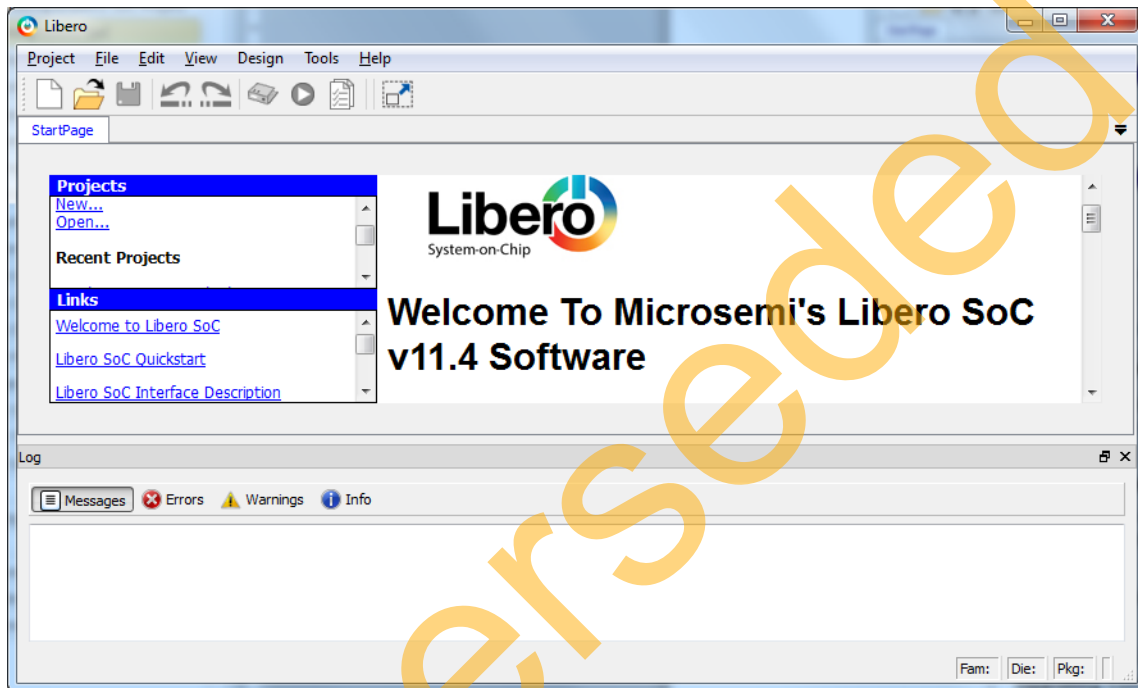 Libero
Project File Edit View Design Tools Help
StartPage
Projects
New...
Open...
Recent Projects
Links
Welcome to Libero SoC
Libero SoC Quickstart
Libero SoC Interface Description
Libero
System-on-Chip
Welcome To Microsemi's Libero SoC
v11.4 Software
Log
Messages Errors Warnings Info
Fam: Die: Pkg:
erseded